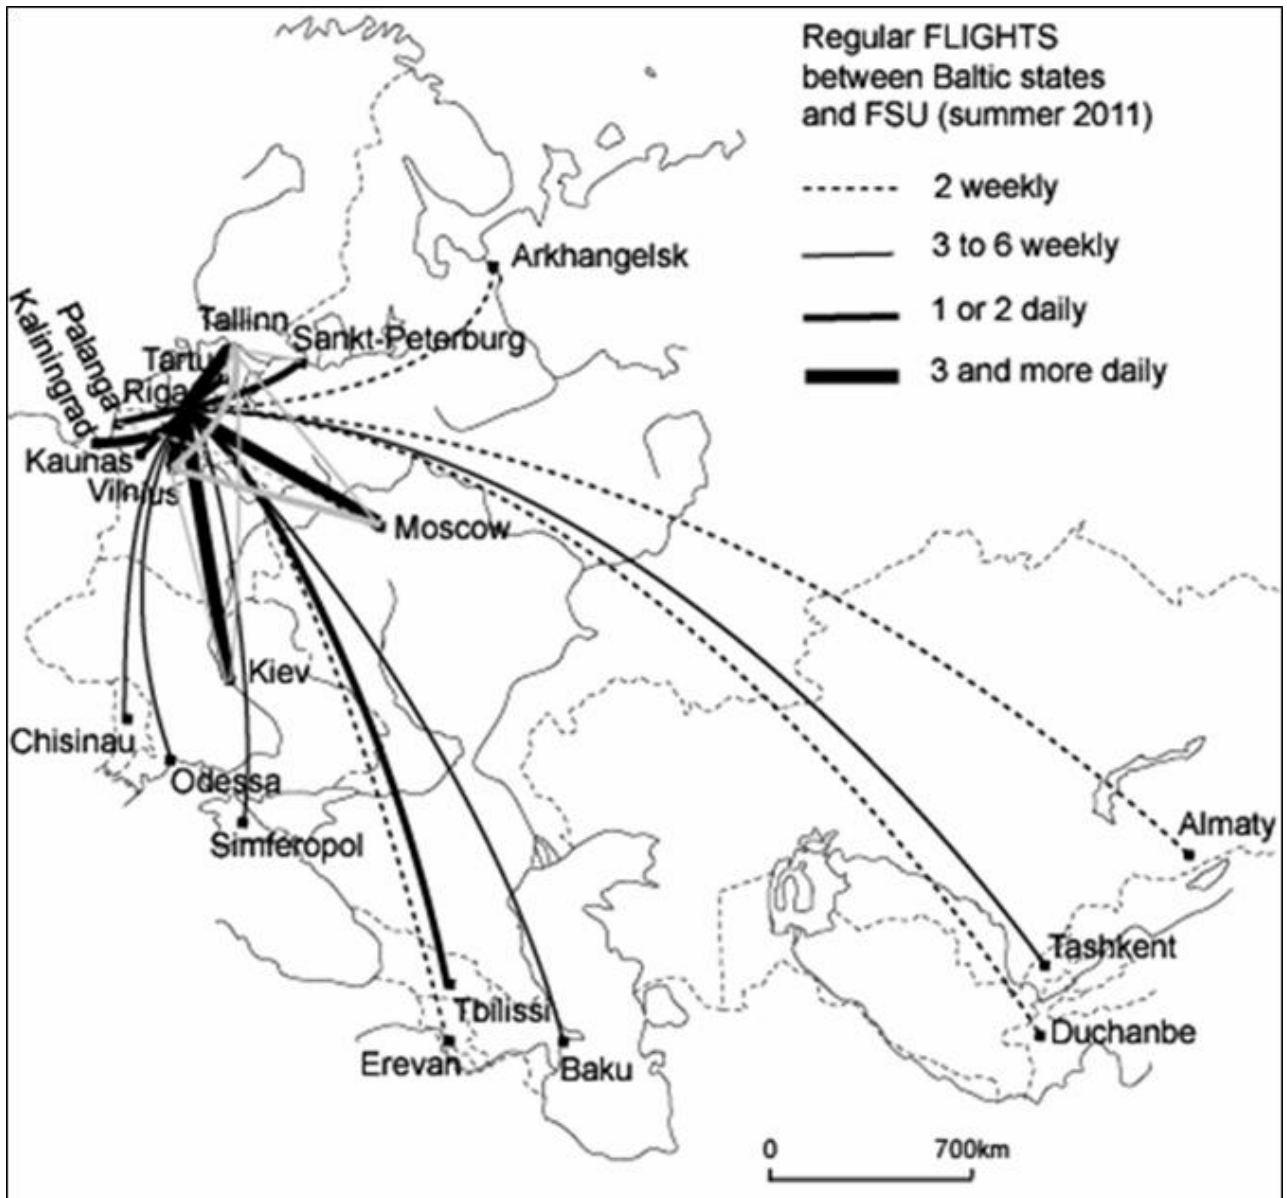 Regular FLIGHTS
between Baltic states
and FSU (summer 2011)
2 weekly
3 to 6 weekly
1 or 2 daily
3 and more daily
Arkhangelsk
Tallinn
Sankt-Peterburg
Tartu
Riga
Palanga
Kaliningrad
Kaunas
Vilnius
Moscow
Kiev
Chisinau
Odessa
Simferopol
Almaty
Tashkent
Tbilissi
Duchanbe
Erevan
Baku
0 700km